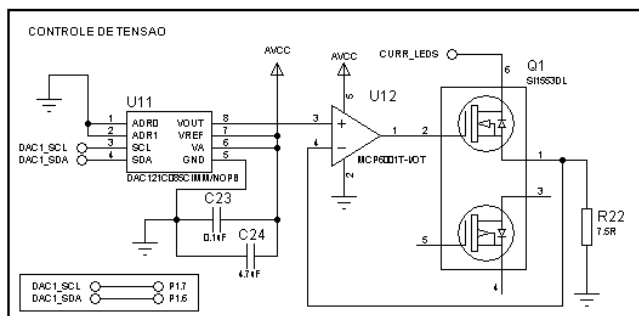 CONTROLE DE TENSAO
AVCC
AVCC
CURR_LEDS
U11
U12
Q1
SI1553DL
1 ADR0 VOUT 8
2 ADR1 VREF 7
DAC1_SCL 3 SCL VA 6
DAC1_SDA 4 SDA GND 5
DAC121C085CIMM/NOPB
3
4
1
5
2
MCP6001T-I/OT
2
6
1
3
5
4
C23
0.1uF
C24
4.7uF
R22
7.5R
DAC1_SCL P1.7
DAC1_SDA P1.6